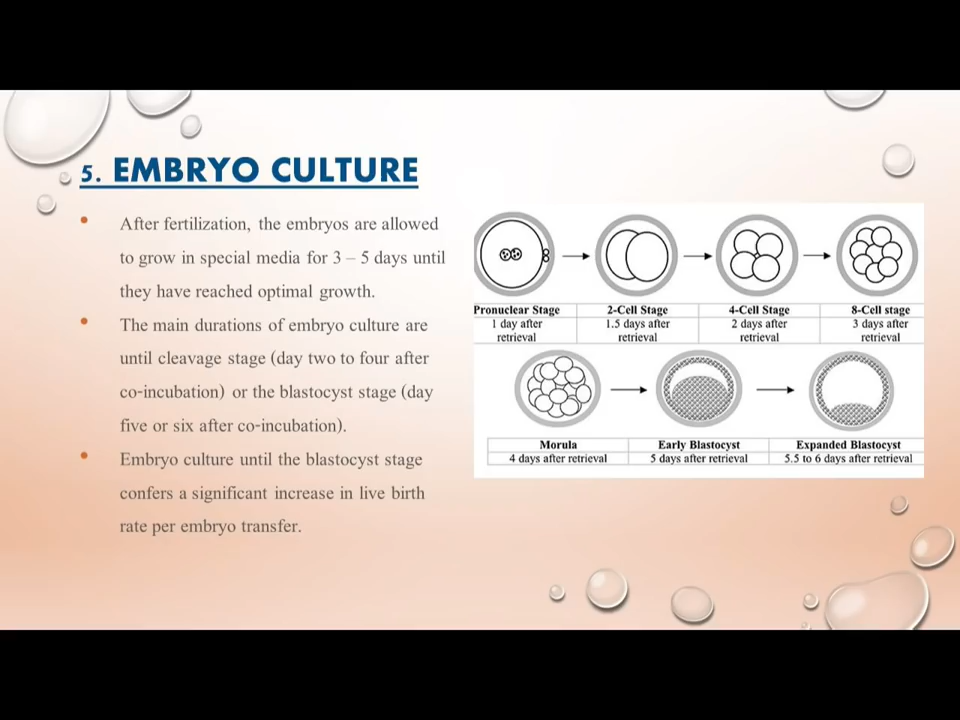 5. EMBRYO CULTURE
• After fertilization, the embryos are allowed
to grow in special media for 3 – 5 days until
they have reached optimal growth.
• The main durations of embryo culture are
until cleavage stage (day two to four after
co-incubation) or the blastocyst stage (day
five or six after co-incubation).
• Embryo culture until the blastocyst stage
confers a significant increase in live birth
rate per embryo transfer.
Pronuclear Stage 2-Cell Stage 4-Cell Stage 8-Cell stage
1 day after 1.5 days after 2 days after 3 days after
retrieval retrieval retrieval retrieval
Morula Early Blastocyst Expanded Blastocyst
4 days after retrieval 5 days after retrieval 5.5 to 6 days after retrieval